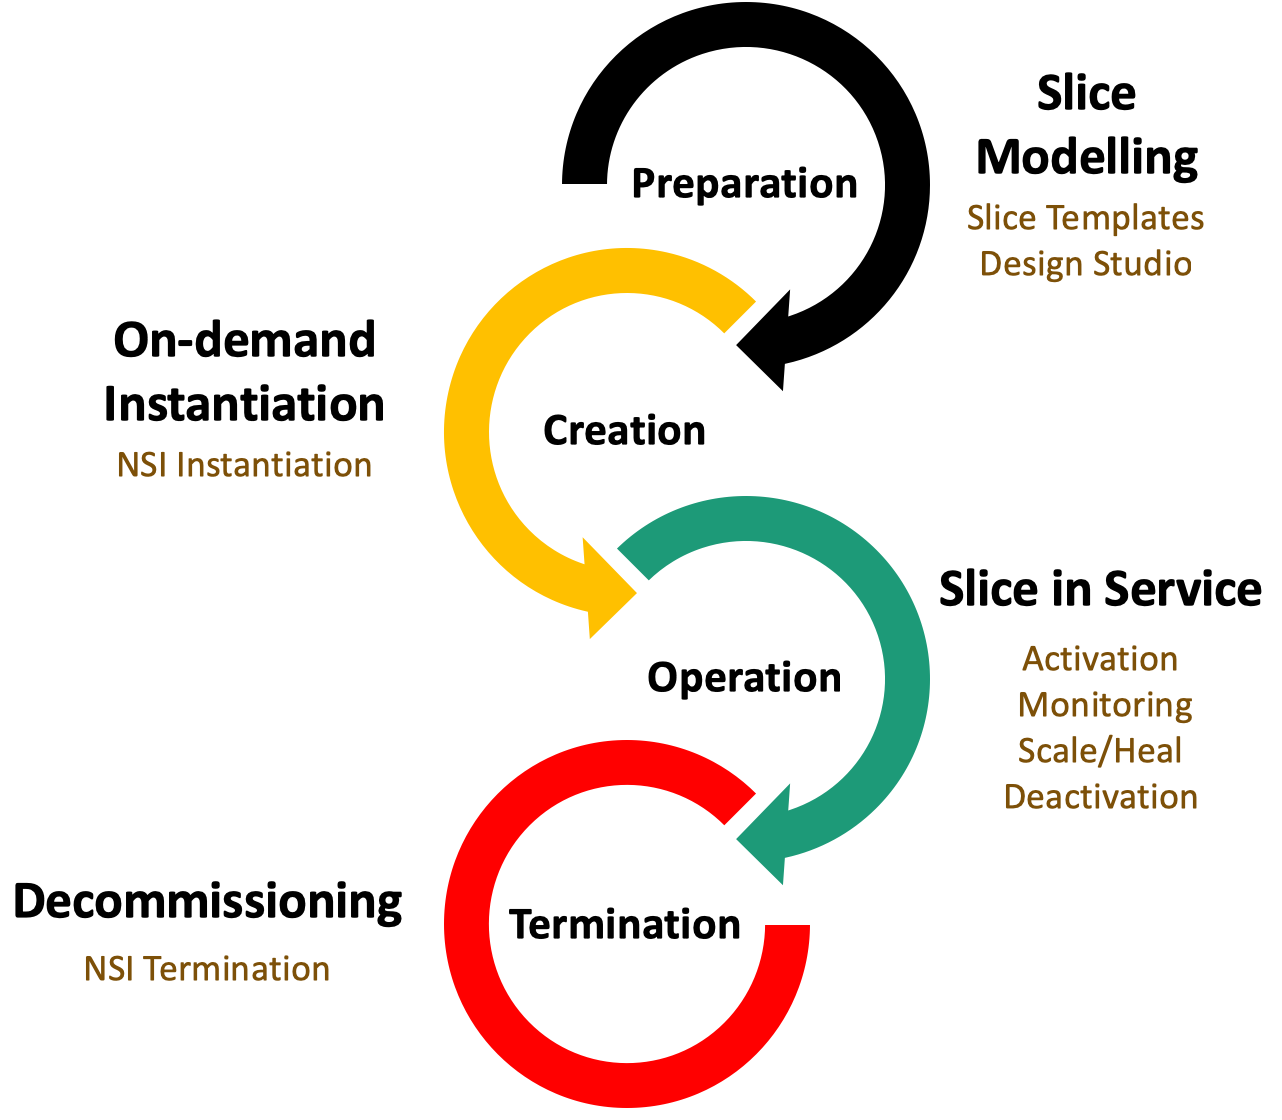 Slice
Modelling
Slice Templates
Design Studio
Preparation
On-demand
Instantiation
NSI Instantiation
Creation
Slice in Service
Activation
Monitoring
Scale/Heal
Deactivation
Operation
Decommissioning
NSI Termination
Termination